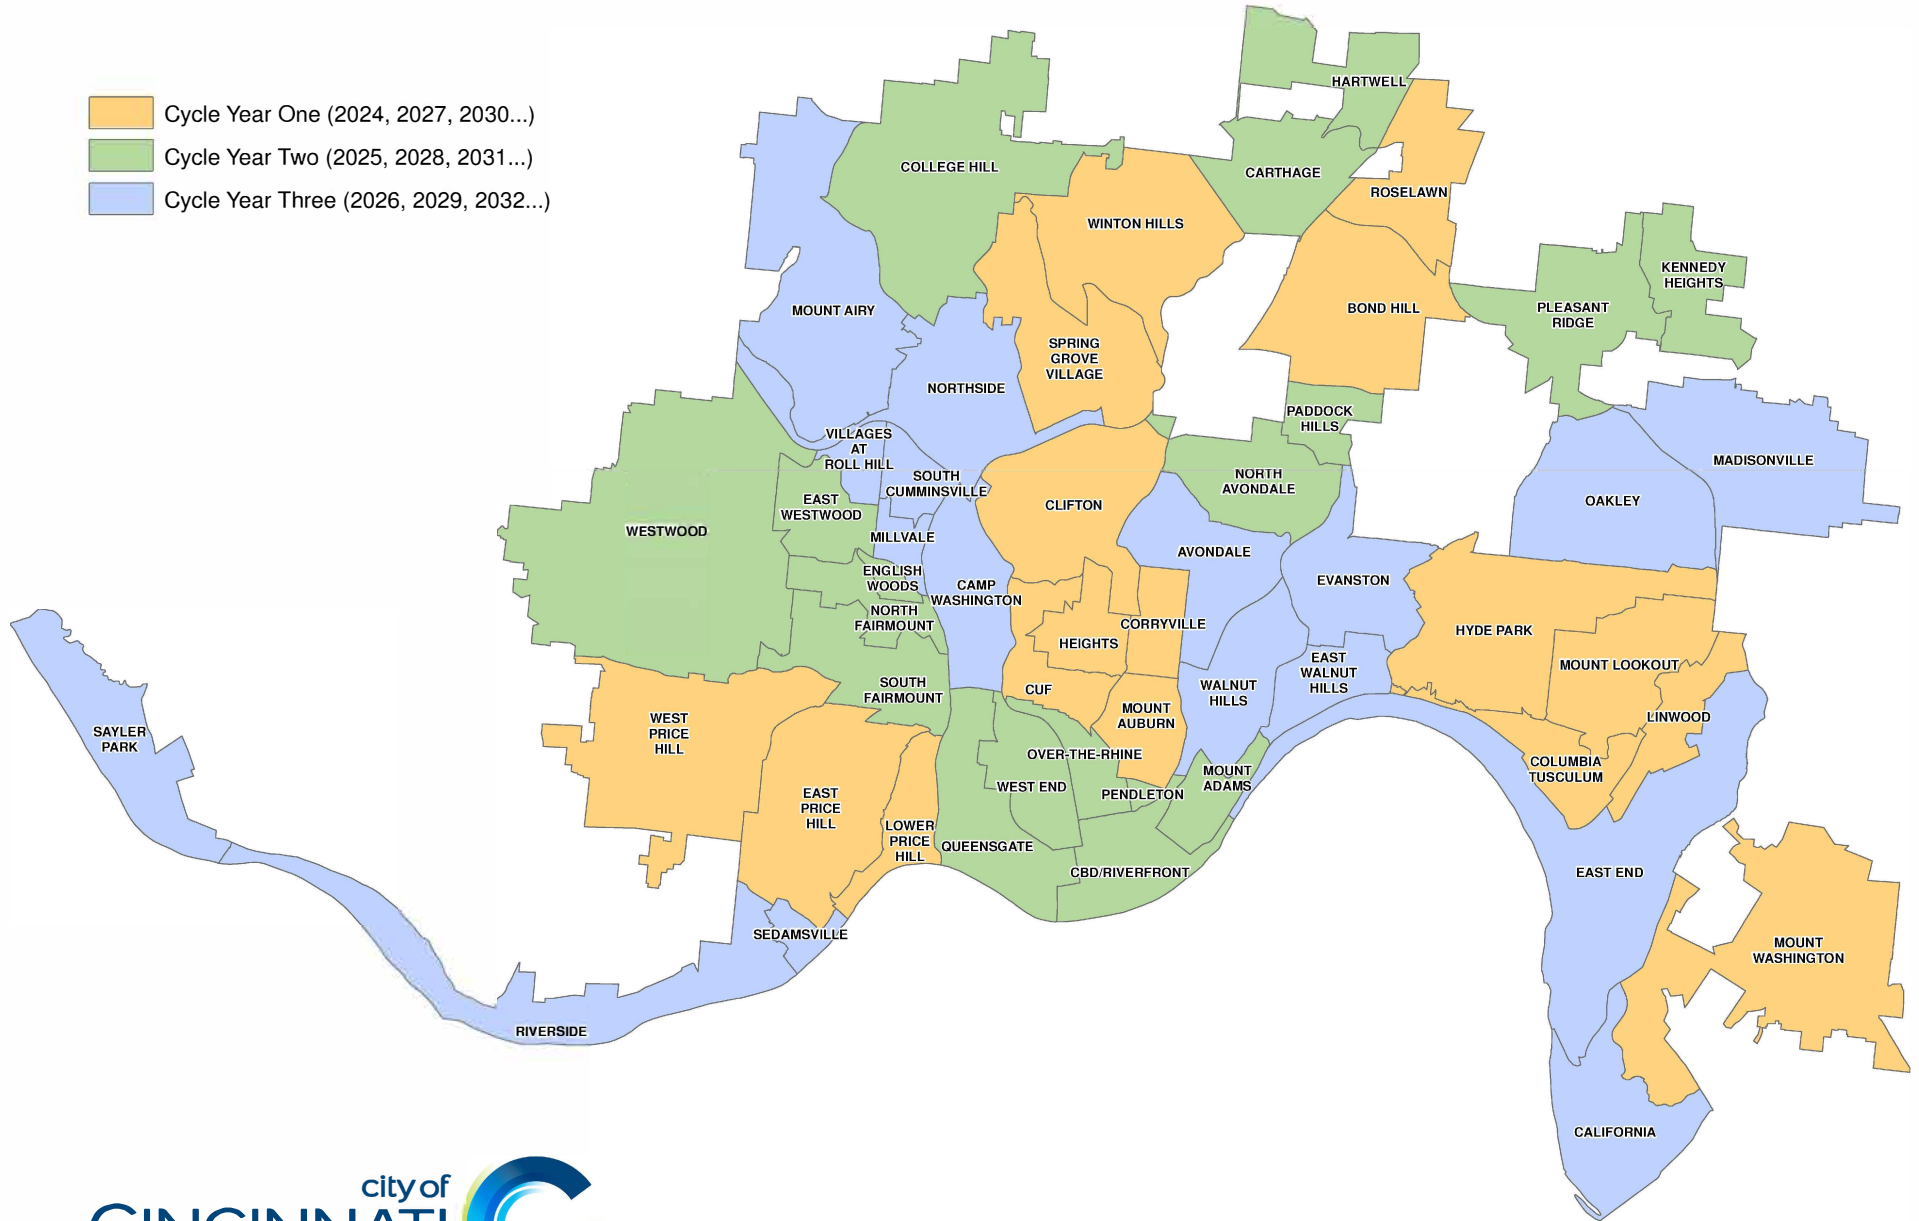 Cycle Year One (2024, 2027, 2030...)
Cycle Year Two (2025, 2028, 2031...)
Cycle Year Three (2026, 2029, 2032...)
HARTWELL
COLLEGE HILL
CARTHAGE
ROSELAWN
WINTON HILLS
KENNEDY
HEIGHTS
MOUNT AIRY
BOND HILL
PLEASANT
RIDGE
SPRING
GROVE
VILLAGE
NORTHSIDE
PADDOCK
HILLS
VILLAGES
AT
ROLL HILL
MADISONVILLE
SOUTH
CUMMINSVILLE
NORTH
AVONDALE
OAKLEY
EAST
WESTWOOD
CLIFTON
WESTWOOD
MILLVALE
AVONDALE
ENGLISH
WOODS
CAMP
WASHINGTON
EVANSTON
NORTH
FAIRMOUNT
CORRYVILLE
HYDE PARK
HEIGHTS
MOUNT LOOKOUT
EAST
WALNUT
HILLS
SOUTH
FAIRMOUNT
CUF
WALNUT
HILLS
MOUNT
AUBURN
LINWOOD
WEST
PRICE
HILL
SAYLER
PARK
OVER-THE-RHINE
COLUMBIA
TUSCULUM
MOUNT
ADAMS
WEST END
PENDLETON
EAST
PRICE
HILL
LOWER
PRICE
HILL
QUEENSGATE
CBD/RIVERFRONT
EAST END
SEDAMSVILLE
MOUNT
WASHINGTON
RIVERSIDE
CALIFORNIA
city of
CINCINNATI